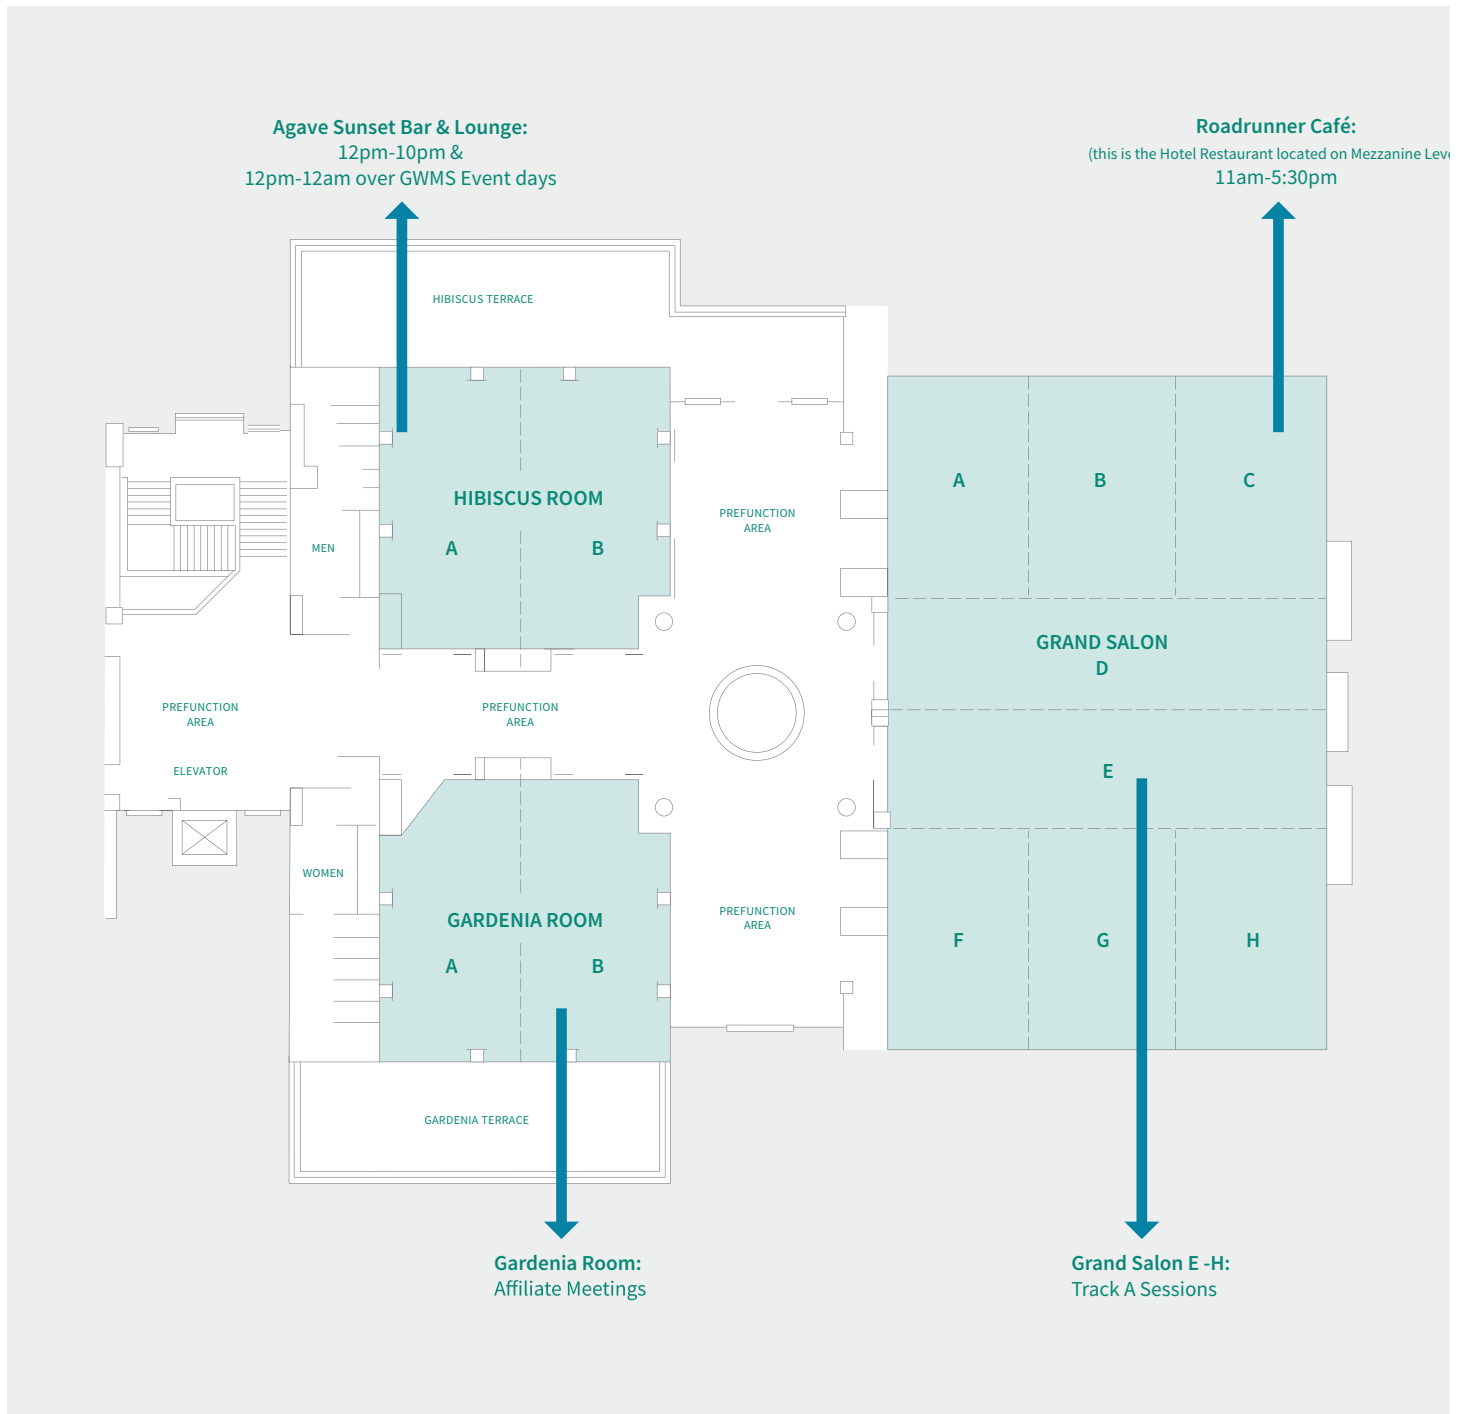 Agave Sunset Bar & Lounge:
12pm-10pm &
12pm-12am over GWMS Event days
Roadrunner Café:
(this is the Hotel Restaurant located on Mezzanine
11am-5:30pm
HIBISCUS TERRACE
HIBISCUS ROOM
A
B
MEN
PREFUNCTION
AREA
A
B
C
GRAND SALON
D
E
F
G
H
PREFUNCTION
AREA
ELEVATOR
PREFUNCTION
AREA
WOMEN
GARDENIA ROOM
A
B
PREFUNCTION
AREA
GARDENIA TERRACE
Gardenia Room:
Affiliate Meetings
Grand Salon E -H:
Track A Sessions